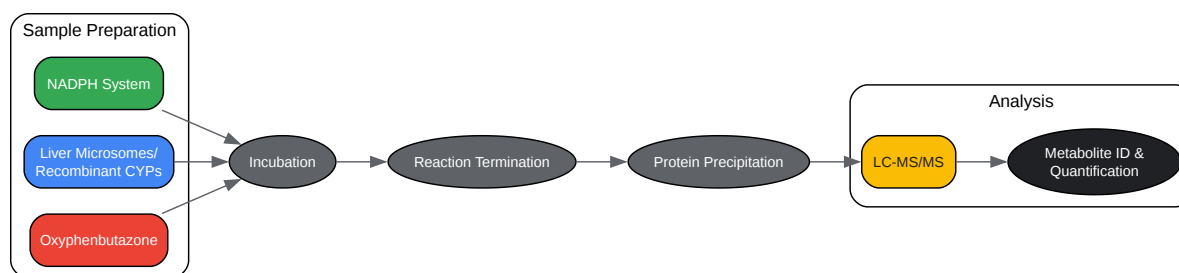 Sample Preparation
NADPH System
Liver Microsomes/
Recombinant CYPs
Oxyphenbutazone
Incubation
Reaction Termination
Protein Precipitation
Analysis
LC-MS/MS
Metabolite ID &
Quantification